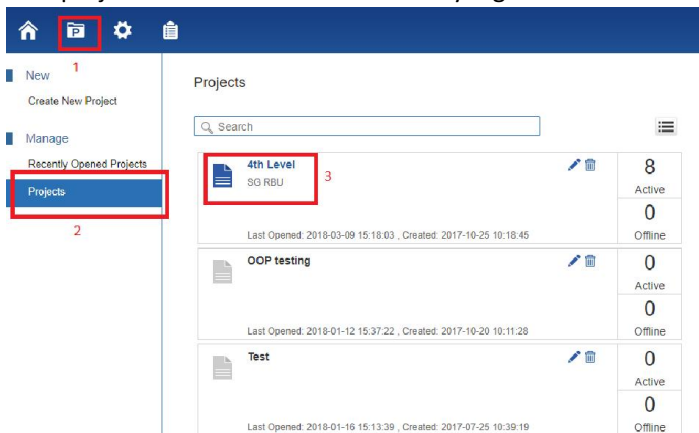 P
1
New
Create New Project
Manage
Recently Opened Projects
Projects
2
Projects
Search
4th Level
SG RBU
3
Last Opened: 2018-03-09 15:18:03 , Created: 2017-10-25 10:18:45
8
Active
0
Offline
OOP testing
Last Opened: 2018-01-12 15:37:22 , Created: 2017-10-20 10:11:28
0
Active
0
Offline
Test
Last Opened: 2018-01-16 15:13:39 , Created: 2017-07-25 10:39:19
0
Active
0
Offline